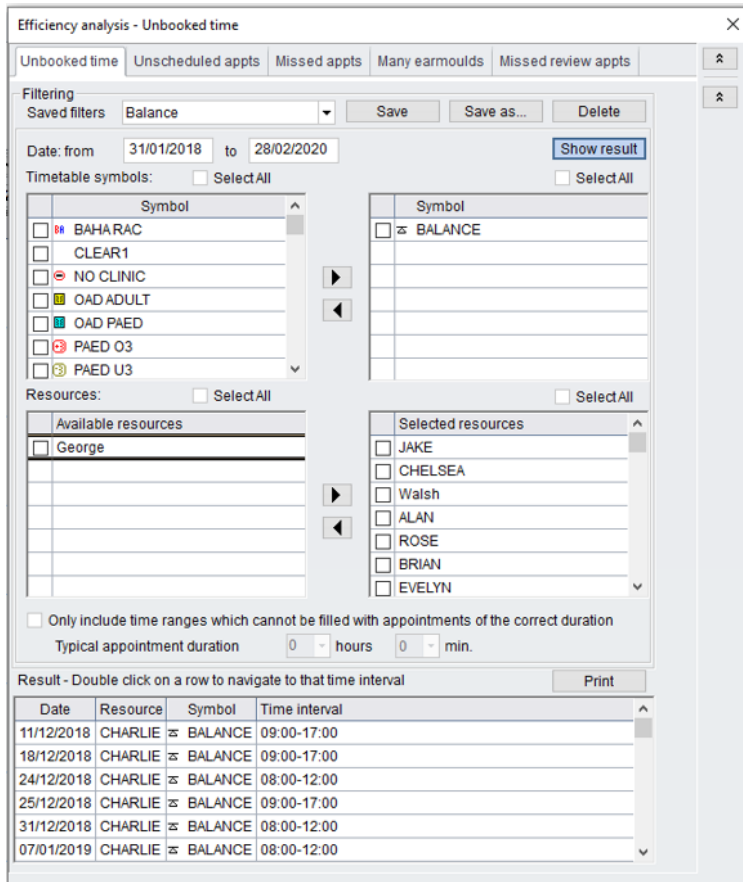 Efficiency analysis - Unbooked time
Unbooked time Unscheduled appts Missed appts Many earmoulds Missed review appts
Filtering
Saved filters Balance Save Save as... Delete
Date: from 31/01/2018 to 28/02/2020 Show result
Timetable symbols: Select All Select All
Symbol Symbol
BA BAHA RAC BALANCE
CLEAR1
NO CLINIC
OAD ADULT
OAD PAED
PAED O3
PAED U3
Resources: Select All Select All
Available resources Selected resources
George JAKE
CHELSEA
Walsh
ALAN
ROSE
BRIAN
EVELYN
Only include time ranges which cannot be filled with appointments of the correct duration
Typical appointment duration 0 hours 0 min.
Result - Double click on a row to navigate to that time interval Print
Date Resource Symbol Time interval
11/12/2018 CHARLIE BALANCE 09:00-17:00
18/12/2018 CHARLIE BALANCE 09:00-17:00
24/12/2018 CHARLIE BALANCE 08:00-12:00
25/12/2018 CHARLIE BALANCE 09:00-17:00
31/12/2018 CHARLIE BALANCE 08:00-12:00
07/01/2019 CHARLIE BALANCE 08:00-12:00